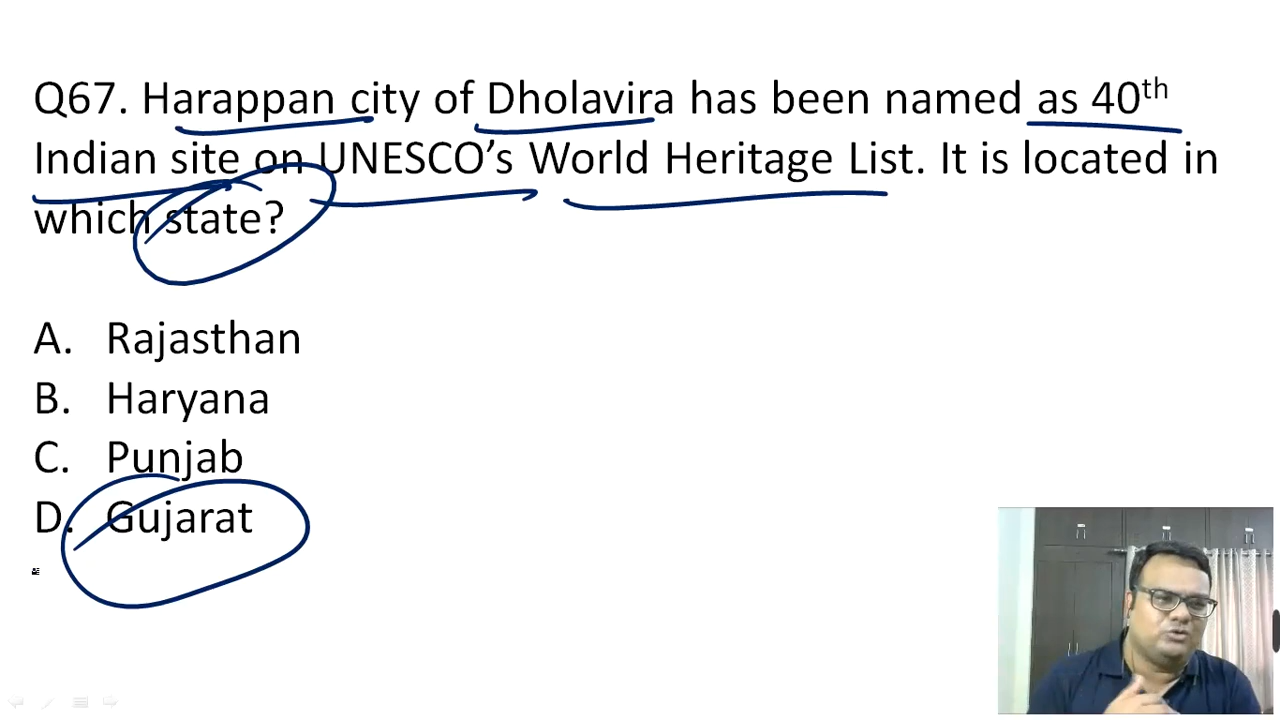 Q67. Harappan city of Dholavira has been named as 40th
Indian site on UNESCO's World Heritage List. It is located in
which state?
A. Rajasthan
B. Haryana
C. Punjab
D. Gujarat